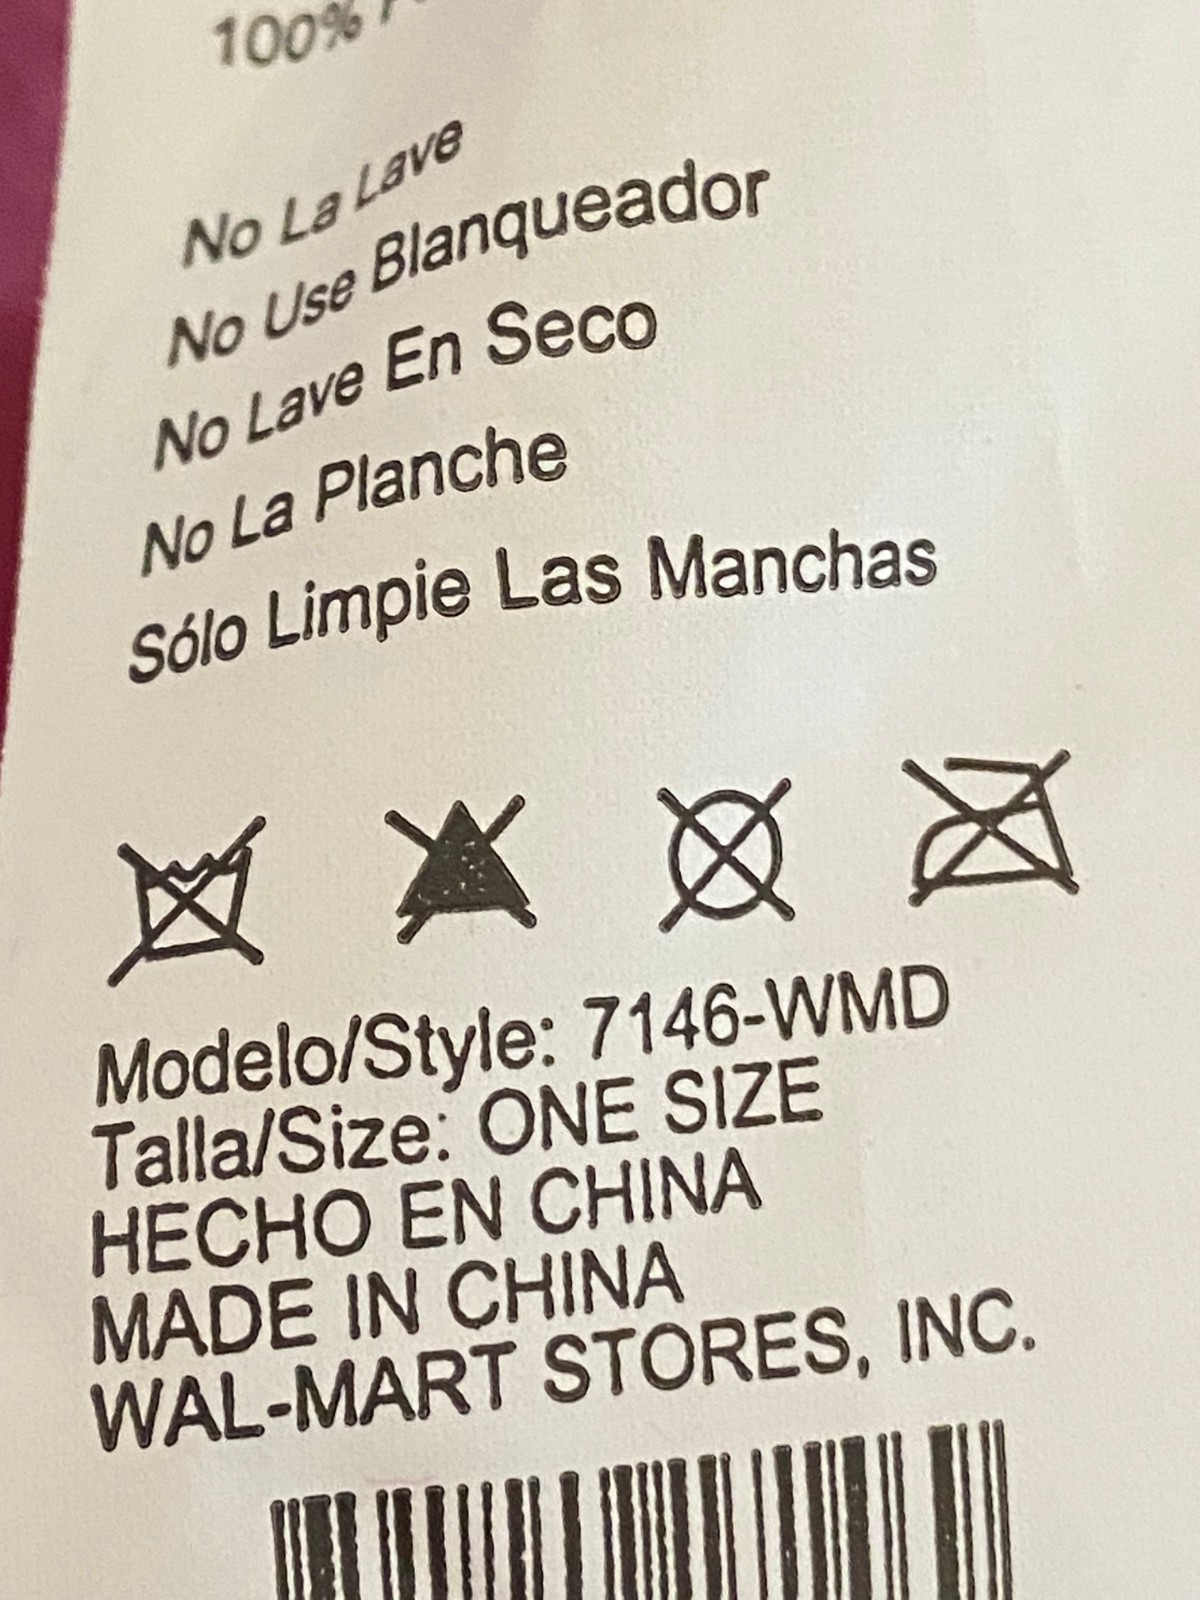 100%
No La Lave
No Use Blanqueador
No Lave En Seco
No La Planche
Sólo Limpie Las Manchas
Modelo/Style: 7146-WMD
Talla/Size: ONE SIZE
HECHO EN CHINA
MADE IN CHINA
WAL-MART STORES, INC.